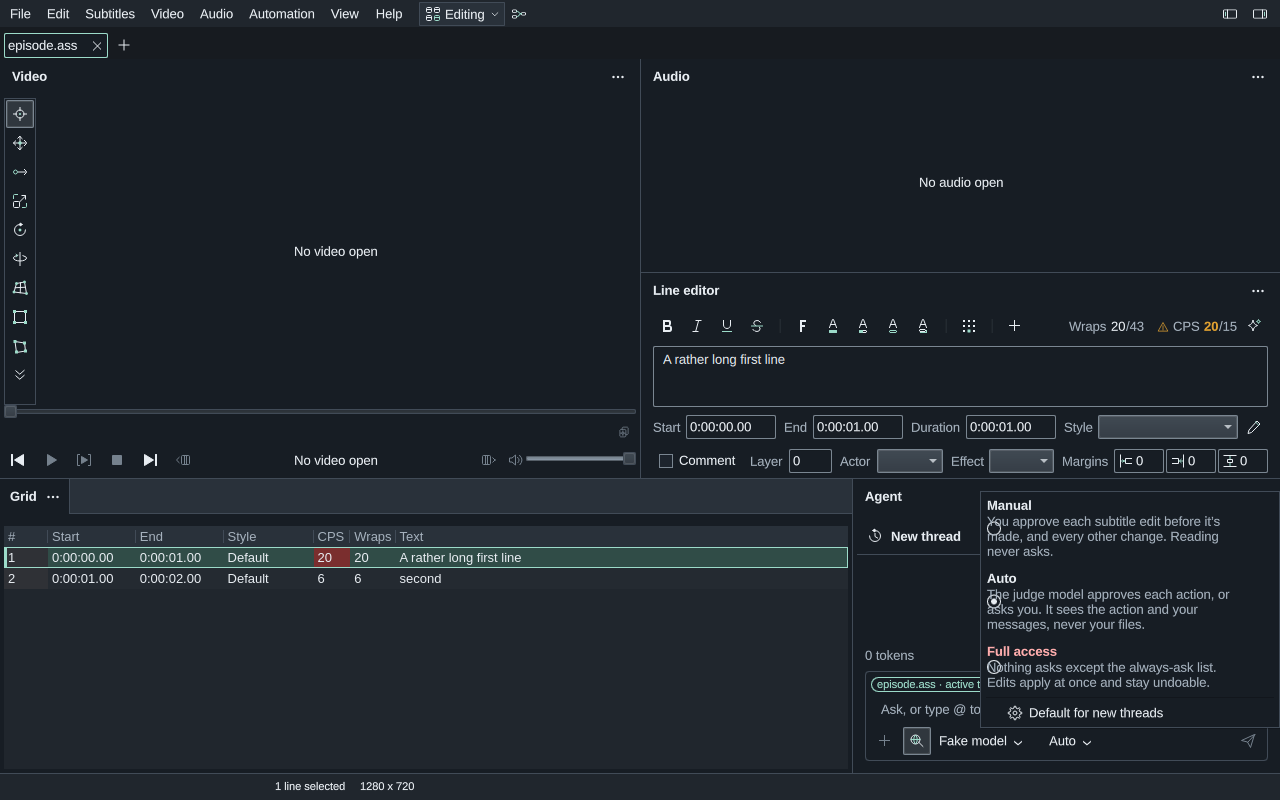 File Edit Subtitles Video Audio Automation View Help Editing
episode.ass
Video
Audio
No audio open
No video open
Line editor
B I U S F A A A A Wraps 20/43 CPS 20/15
A rather long first line
Start 0:00:00.00 End 0:00:01.00 Duration 0:00:01.00 Style
No video open
Comment Layer 0 Actor Effect Margins 0 0 0
Grid
# Start End Style CPS Wraps Text
1 0:00:00.00 0:00:01.00 Default 20 20 A rather long first line
2 0:00:01.00 0:00:02.00 Default 6 6 second
Agent
New thread
Manual
You approve each subtitle edit before it's
made, and every other change. Reading
never asks.
Auto
The judge model approves each action, or
asks you. It sees the action and your
messages, never your files.
Full access
Nothing asks except the always-ask list.
Edits apply at once and stay undoable.
Default for new threads
0 tokens
episode.ass · active t
Ask, or type @ to
Fake model Auto
1 line selected 1280 x 720